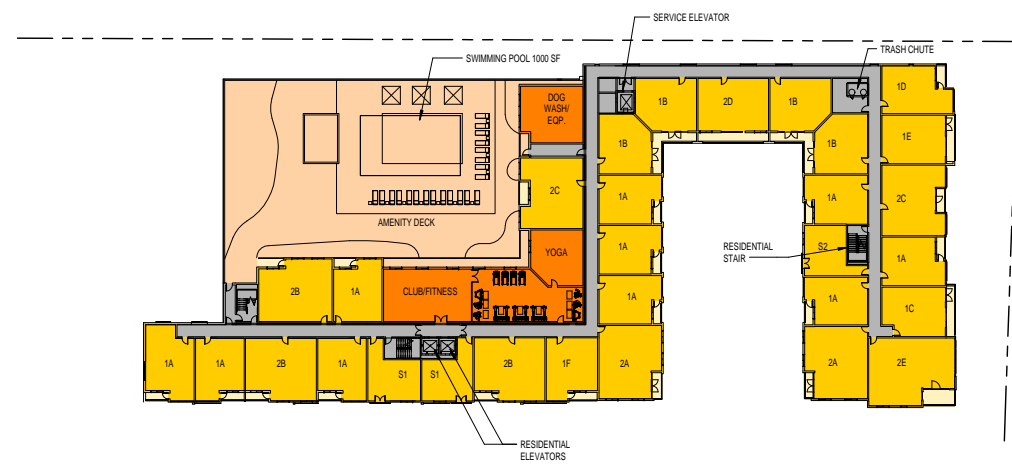 SERVICE ELEVATOR
TRASH CHUTE
SWIMMING POOL 1000 SF
DOG
WASH/
EQP.
1B
2D
1B
1D
1B
1B
1E
2C
1A
1A
2C
AMENITY DECK
YOGA
1A
RESIDENTIAL
STAIR
S2
1A
2B
1A
CLUB/FITNESS
1A
1A
1C
1A
1A
2B
1A
S1
S1
2B
1F
2A
2A
2E
RESIDENTIAL
ELEVATORS